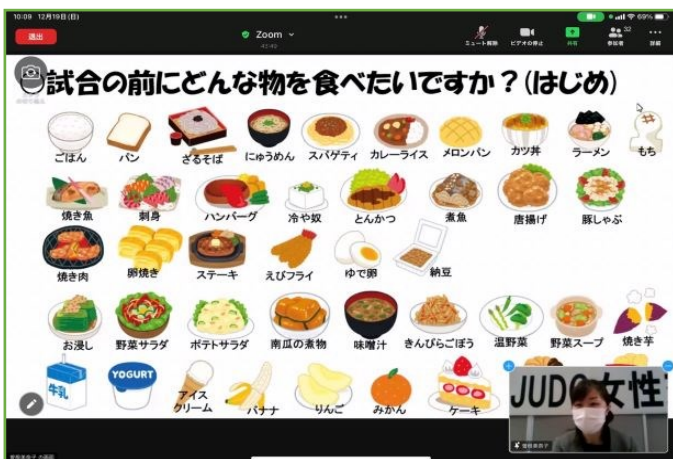 10:09 12月19日(日)
69%
退出
Zoom
43:40
ミュート解除 ビデオの停止 共有 参加者 32 詳細
試合の前にどんな物を食べたいですか？(はじめ)
ごはん パン ざるそば にゅうめん スパゲティ カレーライス メロンパン カツ丼 ラーメン もち
焼き魚 刺身 ハンバーグ 冷や奴 とんかつ 煮魚 唐揚げ 豚しゃぶ
焼き肉 卵焼き ステーキ えびフライ ゆで卵 納豆
お浸し 野菜サラダ ポテトサラダ 南瓜の煮物 味噌汁 きんぴらごぼう 温野菜 野菜スープ 焼き芋
牛乳 YOGURT アイス
クリーム バナナ りんご みかん ケーキ
JUDO女性